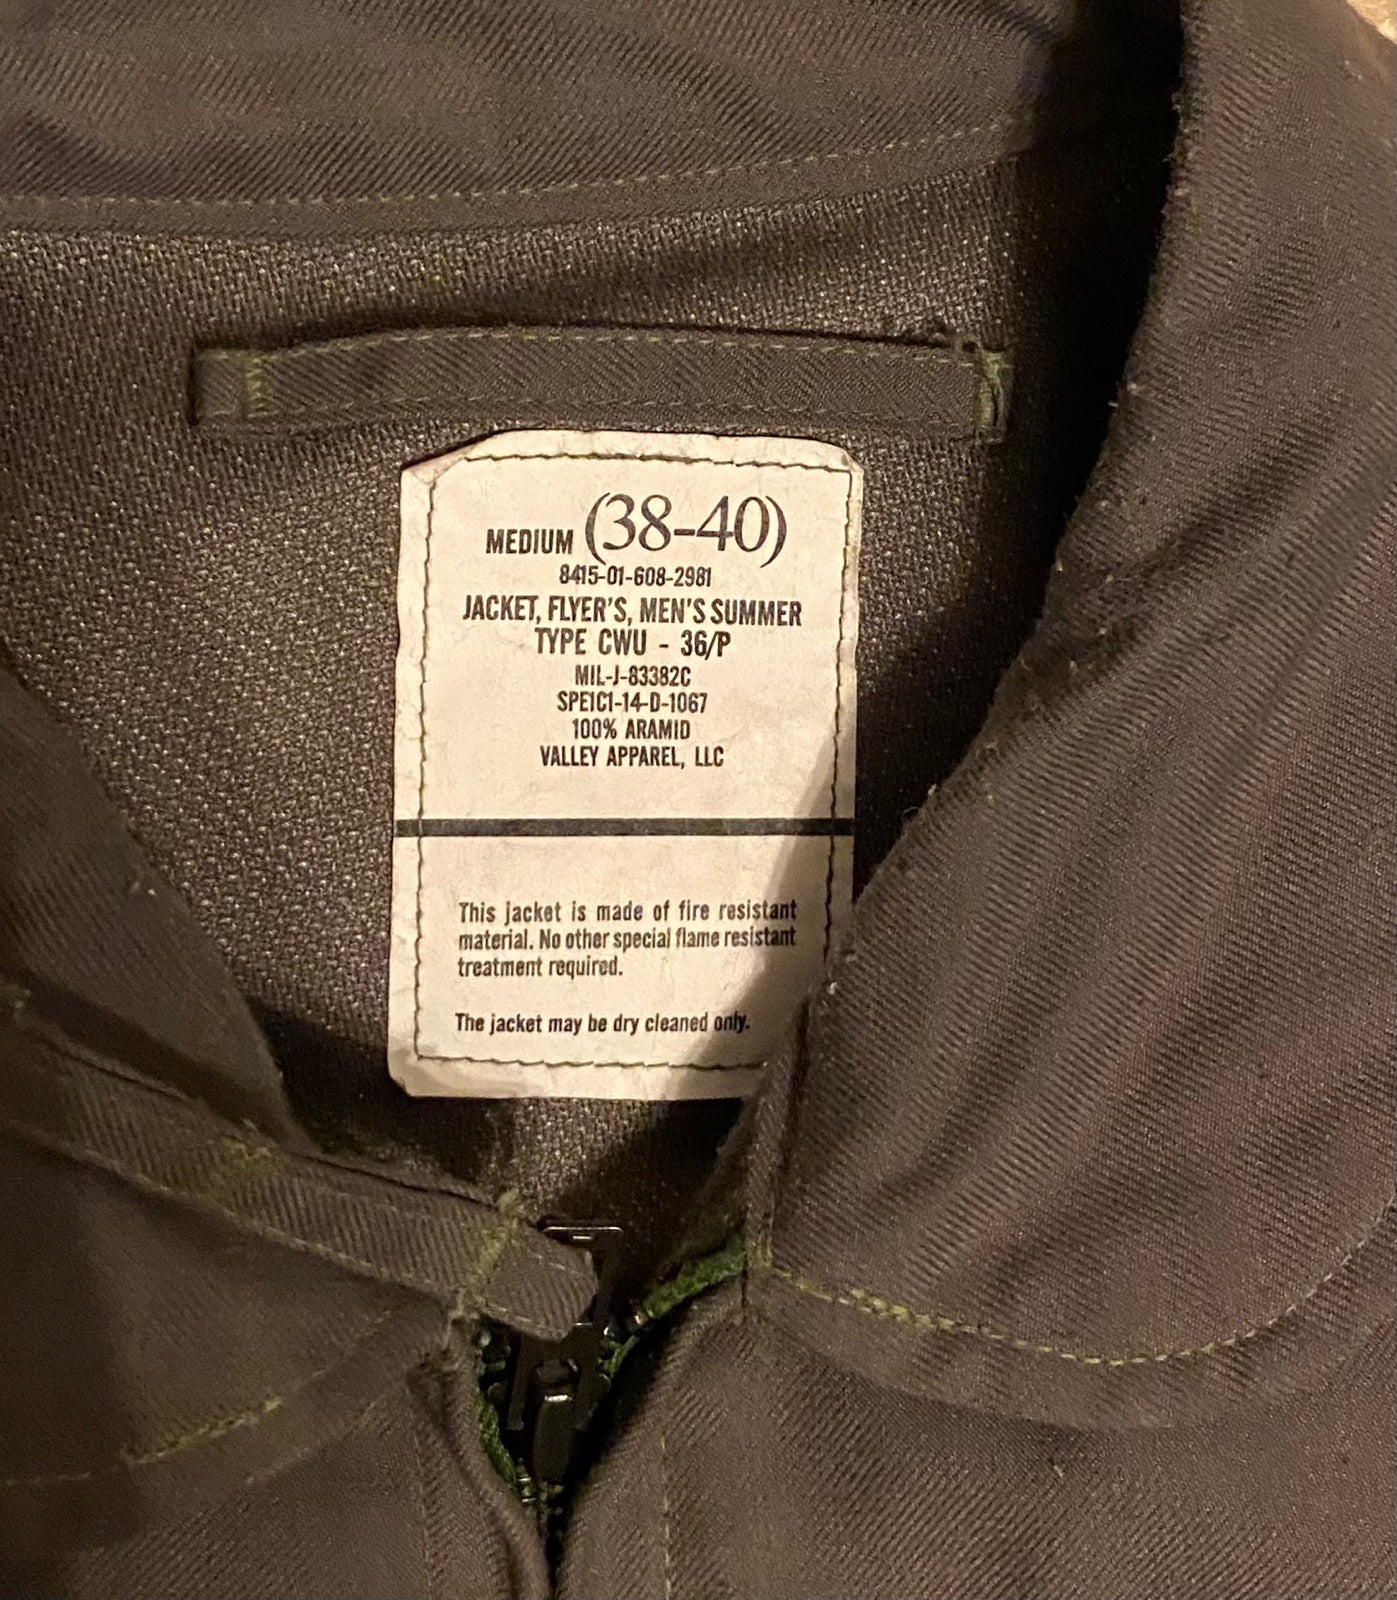 MEDIUM (38-40)
8415-01-608-2981
JACKET, FLYER'S, MEN'S SUMMER
TYPE CWU - 36/P
MIL-J-83382C
SPE1C1-14-D-1067
100% ARAMID
VALLEY APPAREL, LLC
This jacket is made of fire resistant
material. No other special flame resistant
treatment required.
The jacket may be dry cleaned only.